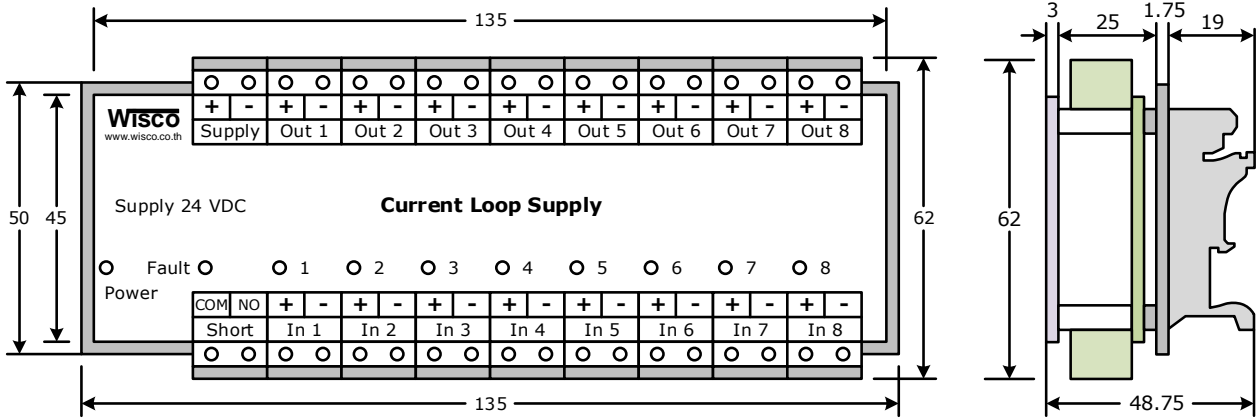 135
3
25
1.75
19
Wisco
www.wisco.co.th
+ - + - + - + - + - + - + - + - + -
Supply Out 1 Out 2 Out 3 Out 4 Out 5 Out 6 Out 7 Out 8
50
45
Supply 24 VDC
Current Loop Supply
62
62
Fault 1 2 3 4 5 6 7 8
Power
COM NO + - + - + - + - + - + - + - + -
Short In 1 In 2 In 3 In 4 In 5 In 6 In 7 In 8
135
48.75